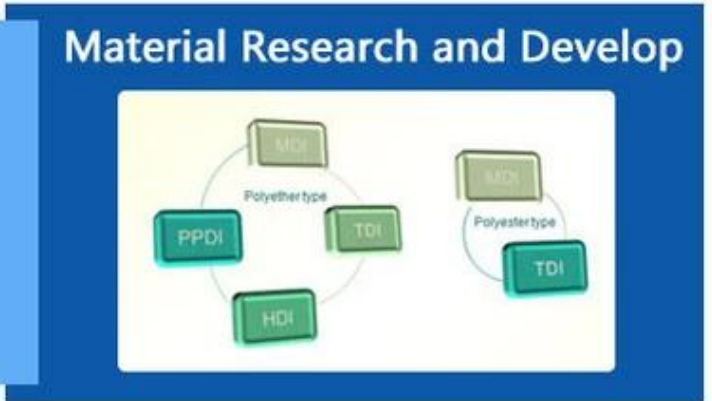 Material Research and Develop
MDI
Polyether type
PPDI
TDI
HDI
MDI
Polyester type
TDI